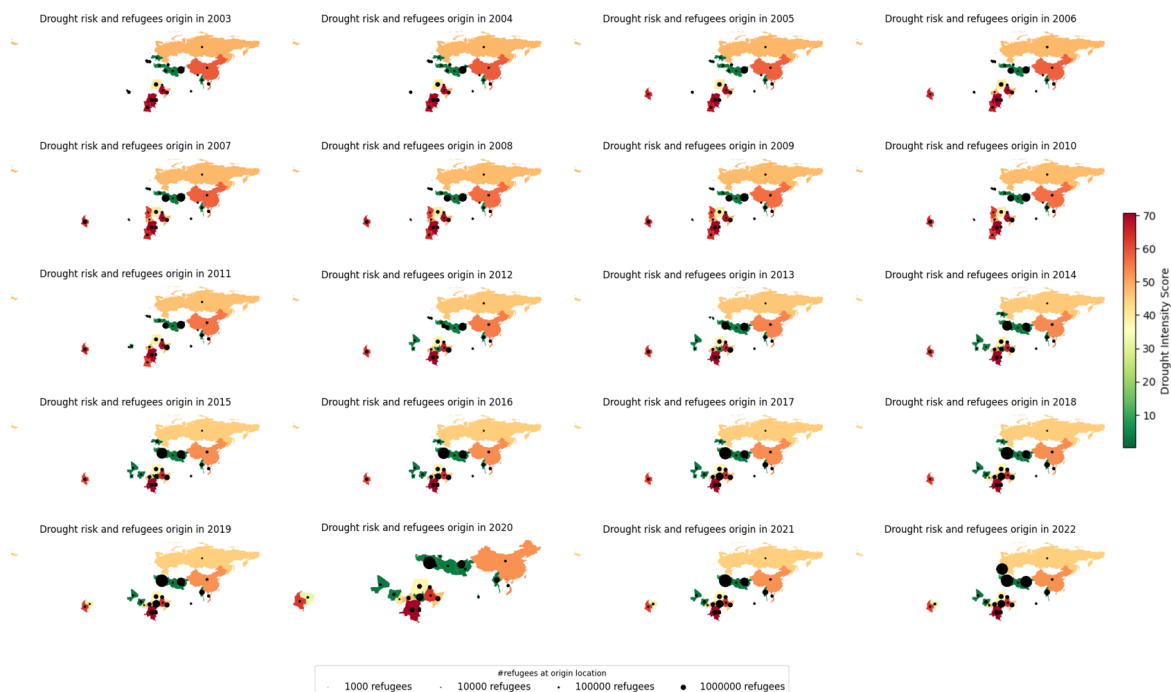 Drought risk and refugees origin in 2003
Drought risk and refugees origin in 2004
Drought risk and refugees origin in 2005
Drought risk and refugees origin in 2006
Drought risk and refugees origin in 2007
Drought risk and refugees origin in 2008
Drought risk and refugees origin in 2009
Drought risk and refugees origin in 2010
Drought risk and refugees origin in 2011
Drought risk and refugees origin in 2012
Drought risk and refugees origin in 2013
Drought risk and refugees origin in 2014
Drought risk and refugees origin in 2015
Drought risk and refugees origin in 2016
Drought risk and refugees origin in 2017
Drought risk and refugees origin in 2018
Drought risk and refugees origin in 2019
Drought risk and refugees origin in 2020
Drought risk and refugees origin in 2021
Drought risk and refugees origin in 2022
70
60
50
40
30
20
10
Drought Intensity Score
#refugees at origin location
1000 refugees
10000 refugees
100000 refugees
1000000 refugees